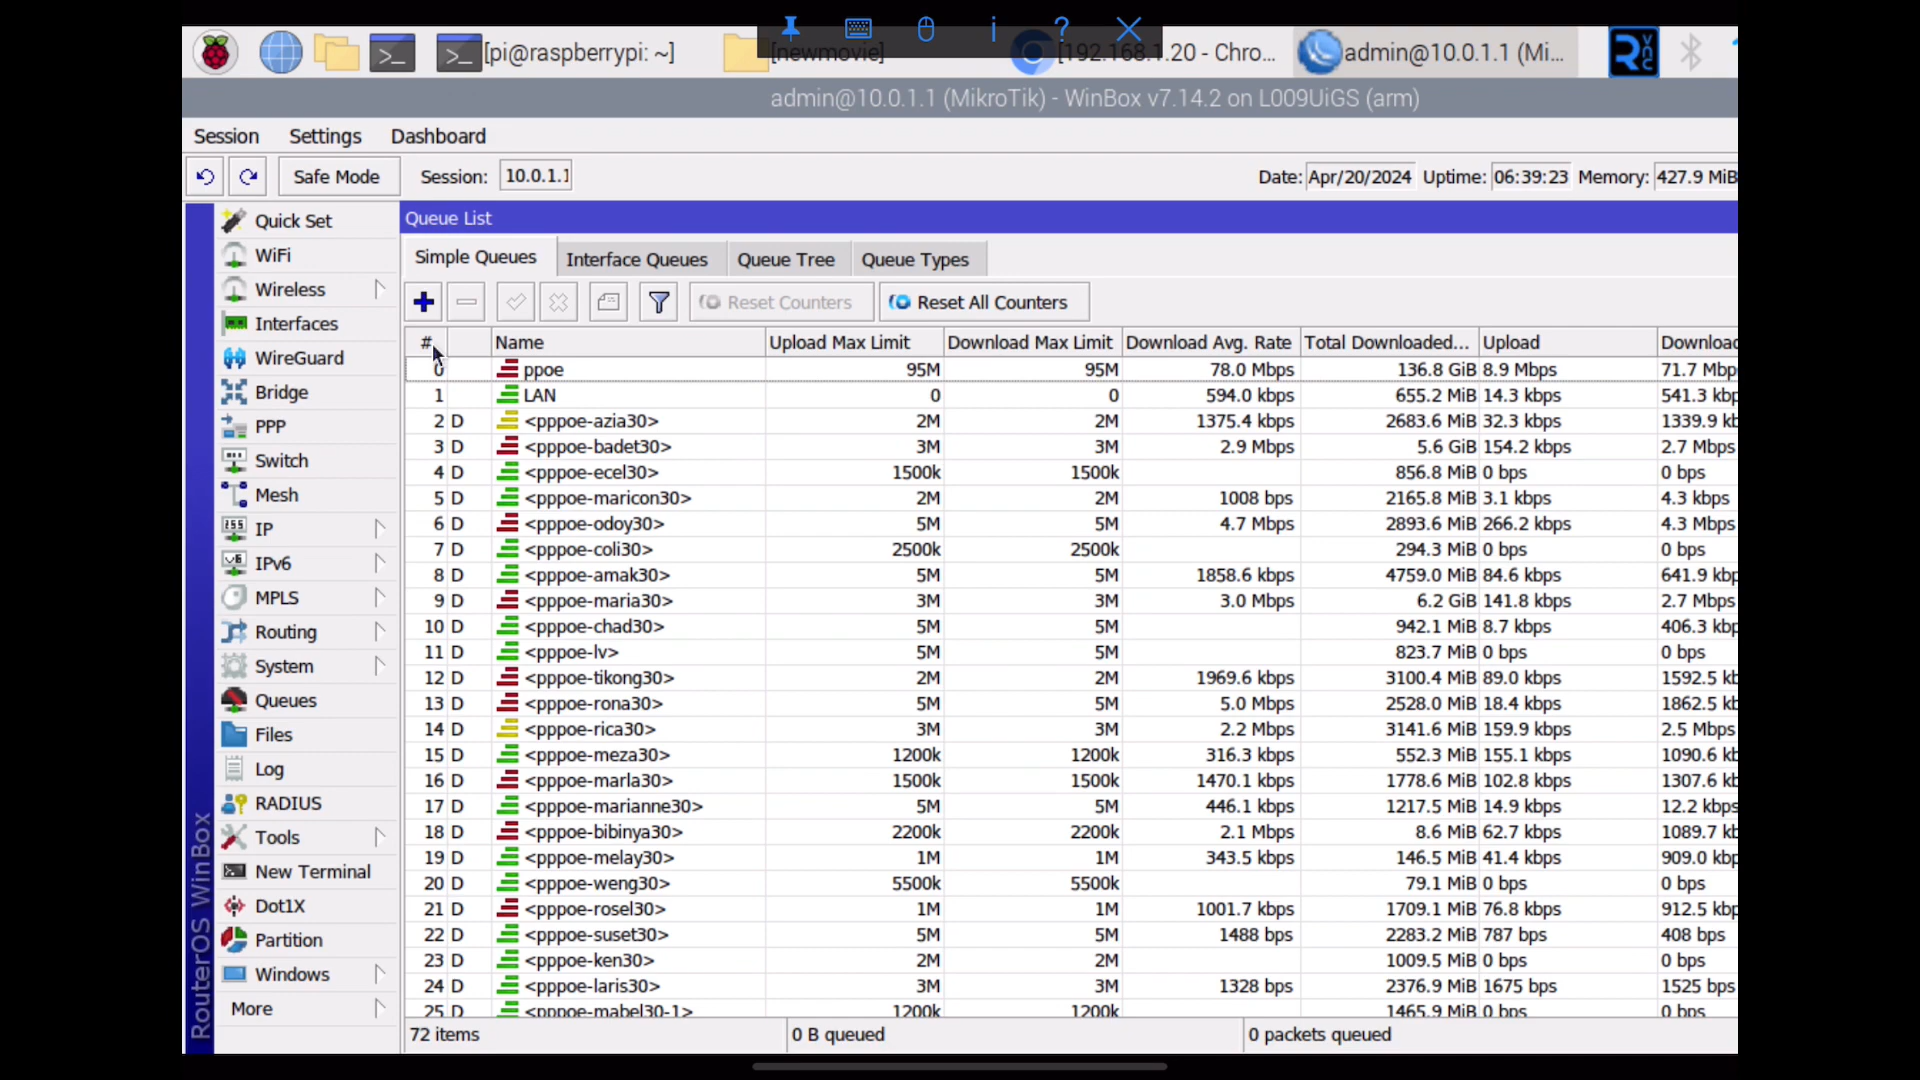 [pi@raspberrypi: ~] [newmovie] [192.168.1.20 - Chro... admin@10.0.1.1 (Mi...
admin@10.0.1.1 (MikroTik) - WinBox v7.14.2 on L009UiGS (arm)
Session Settings Dashboard
Safe Mode Session: 10.0.1.1 Date: Apr/20/2024 Uptime: 06:39:23 Memory: 427.9 MiB
Quick Set
WiFi
Wireless
Interfaces
WireGuard
Bridge
PPP
Switch
Mesh
IP
IPv6
MPLS
Routing
System
Queues
Files
Log
RADIUS
Tools
New Terminal
Dot1X
Partition
Windows
More
RouterOS WinBox
Queue List
Simple Queues Interface Queues Queue Tree Queue Types
Reset Counters Reset All Counters
# Name Upload Max Limit Download Max Limit Download Avg. Rate Total Downloaded... Upload Downloac
0 ppoe 95M 95M 78.0 Mbps 136.8 GiB 8.9 Mbps 71.7 Mbp
1 LAN 0 0 594.0 kbps 655.2 MiB 14.3 kbps 541.3 kbp
2 D <pppoe-azia30> 2M 2M 1375.4 kbps 2683.6 MiB 32.3 kbps 1339.9 kb
3 D <pppoe-badet30> 3M 3M 2.9 Mbps 5.6 GiB 154.2 kbps 2.7 Mbps
4 D <pppoe-ecel30> 1500k 1500k 856.8 MiB 0 bps 0 bps
5 D <pppoe-maricon30> 2M 2M 1008 bps 2165.8 MiB 3.1 kbps 4.3 kbps
6 D <pppoe-odoy30> 5M 5M 4.7 Mbps 2893.6 MiB 266.2 kbps 4.3 Mbps
7 D <pppoe-coli30> 2500k 2500k 294.3 MiB 0 bps 0 bps
8 D <pppoe-amak30> 5M 5M 1858.6 kbps 4759.0 MiB 84.6 kbps 641.9 kbp
9 D <pppoe-maria30> 3M 3M 3.0 Mbps 6.2 GiB 141.8 kbps 2.7 Mbps
10 D <pppoe-chad30> 5M 5M 942.1 MiB 8.7 kbps 406.3 kbp
11 D <pppoe-lv> 5M 5M 823.7 MiB 0 bps 0 bps
12 D <pppoe-tikong30> 2M 2M 1969.6 kbps 3100.4 MiB 89.0 kbps 1592.5 kb
13 D <pppoe-rona30> 5M 5M 5.0 Mbps 2528.0 MiB 18.4 kbps 1862.5 kb
14 D <pppoe-rica30> 3M 3M 2.2 Mbps 3141.6 MiB 159.9 kbps 2.5 Mbps
15 D <pppoe-meza30> 1200k 1200k 316.3 kbps 552.3 MiB 155.1 kbps 1090.6 kb
16 D <pppoe-marla30> 1500k 1500k 1470.1 kbps 1778.6 MiB 102.8 kbps 1307.6 kb
17 D <pppoe-marianne30> 5M 5M 446.1 kbps 1217.5 MiB 14.9 kbps 12.2 kbps
18 D <pppoe-bibinya30> 2200k 2200k 2.1 Mbps 8.6 MiB 62.7 kbps 1089.7 kb
19 D <pppoe-melay30> 1M 1M 343.5 kbps 146.5 MiB 41.4 kbps 909.0 kbp
20 D <pppoe-weng30> 5500k 5500k 79.1 MiB 0 bps 0 bps
21 D <pppoe-rosel30> 1M 1M 1001.7 kbps 1709.1 MiB 76.8 kbps 912.5 kbp
22 D <pppoe-suset30> 5M 5M 1488 bps 2283.2 MiB 787 bps 408 bps
23 D <pppoe-ken30> 2M 2M 1009.5 MiB 0 bps 0 bps
24 D <pppoe-laris30> 3M 3M 1328 bps 2376.9 MiB 1675 bps 1525 bps
25 D <pppoe-mabel30-1> 1200k 1200k 1465.9 MiB 0 bps 0 bps
72 items 0 B queued 0 packets queued